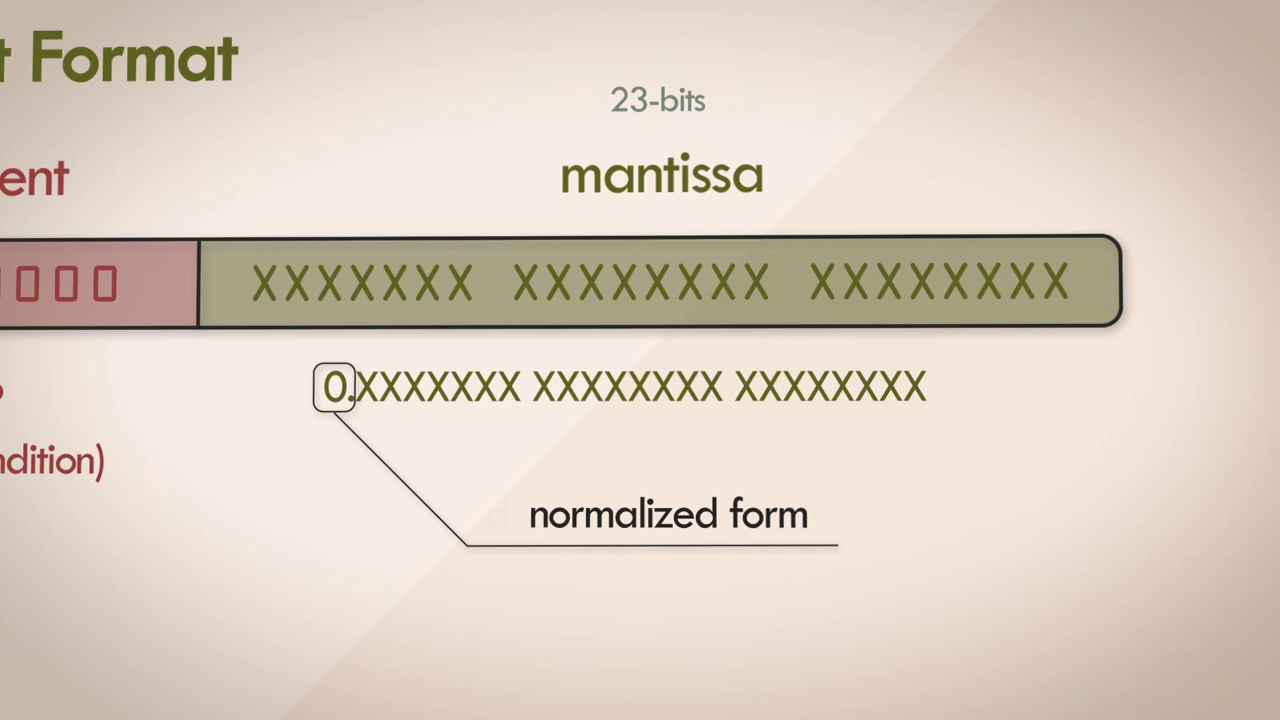 t Format
23-bits
ent
mantissa
0000 XXXXXXX XXXXXXXX XXXXXXXX
0.XXXXXXX XXXXXXXX XXXXXXXX
ndition)
normalized form